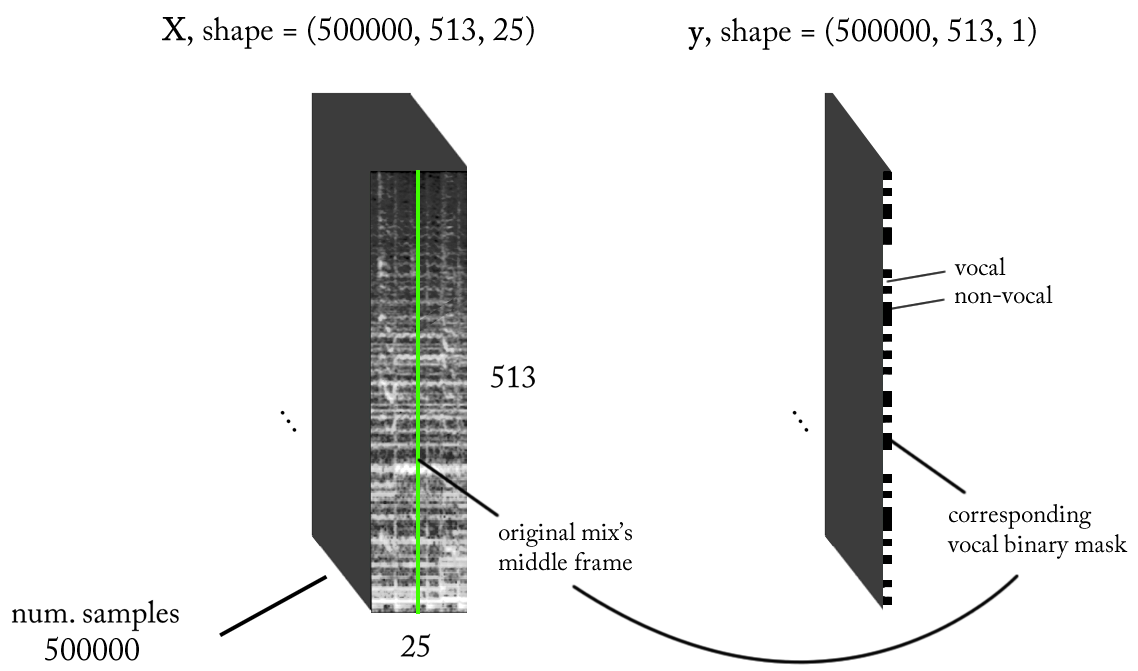 X, shape = (500000, 513, 25)
y, shape = (500000, 513, 1)
vocal
non-vocal
513
original mix’s
middle frame
corresponding
vocal binary mask
num. samples
500000
25